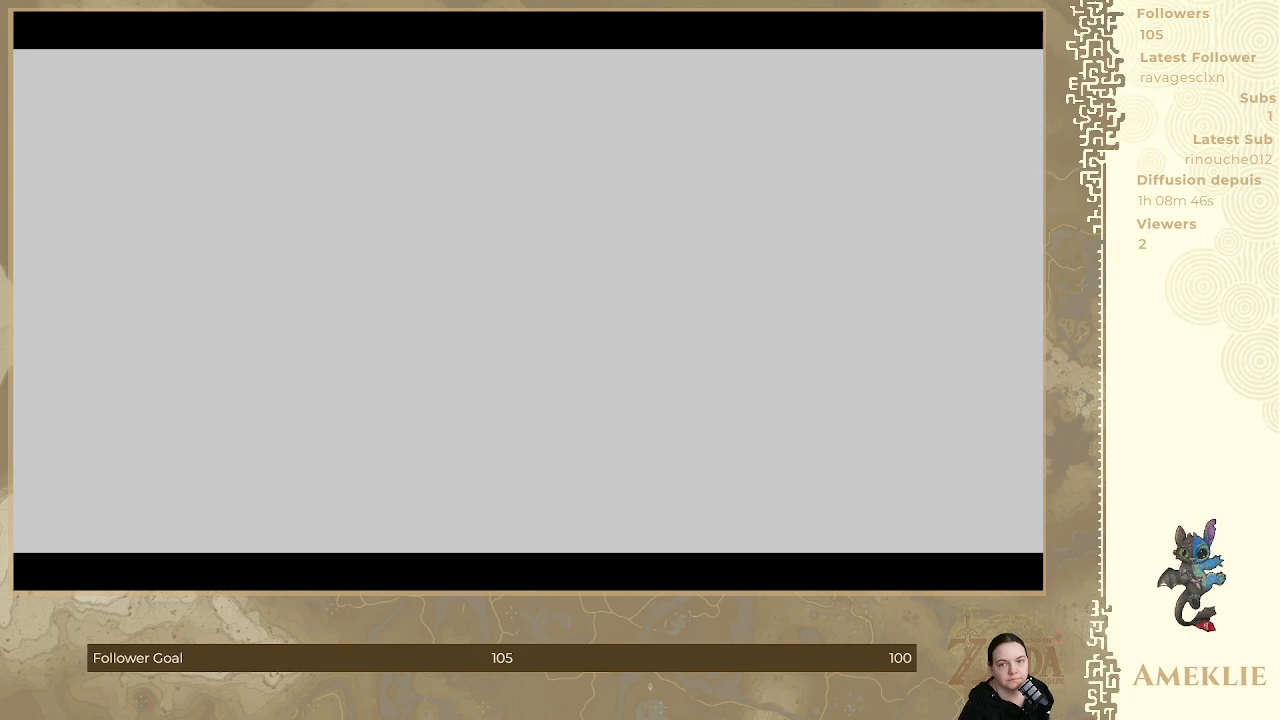 Followers
105
Latest Follower
ravagesclxn
Subs
1
Latest Sub
rinouche012
Diffusion depuis
1h 08m 46s
Viewers
2
Follower Goal 105 100
AMEKLIE